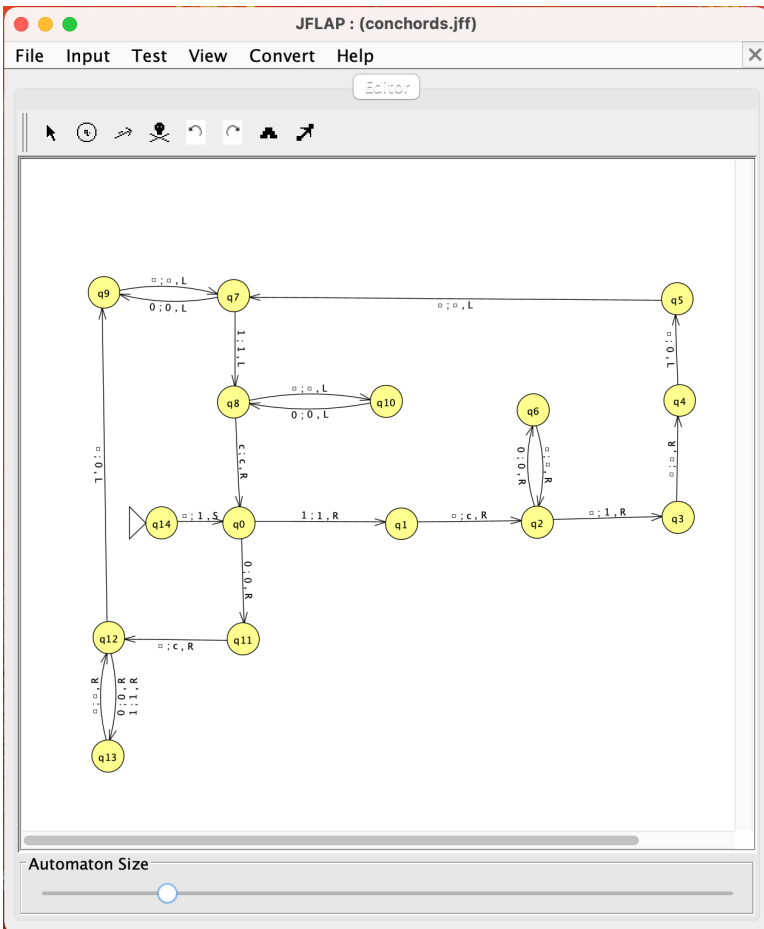 JFLAP : (conchords.jff)
File Input Test View Convert Help
Editor
q9
□;□,L
0;0,L
q7
□;□,L
q5
1;1,L
□;0,L
q8
□;□,L
0;0,L
q10
q6
q4
□;0,L
c;c,R
0;0,R
□;□,R
□;□,R
q14
□;1,S
q0
1;1,R
q1
□;c,R
q2
□;1,R
q3
0;0,R
q12
□;c,R
q11
□;□,R
0;0,R
1;1,R
q13
Automaton Size